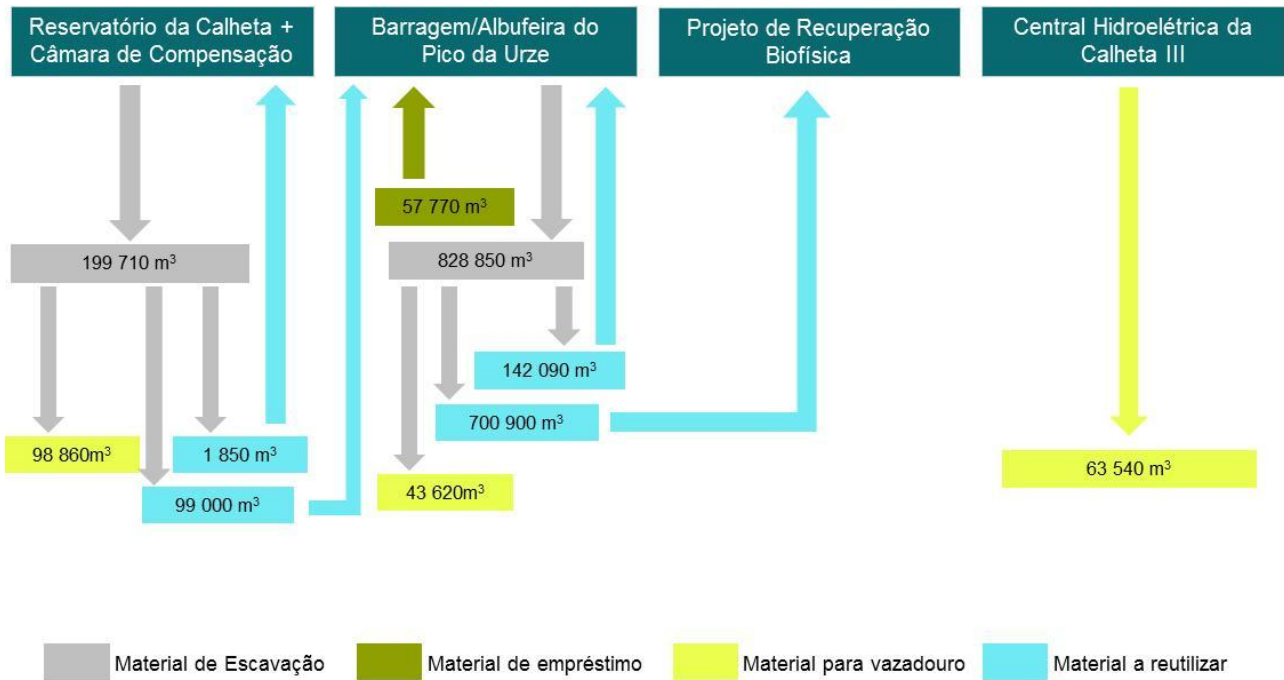 Reservatório da Calheta +
Câmara de Compensação
Barragem/Albufeira do
Pico da Urze
Projeto de Recuperação
Biofísica
Central Hidroelétrica da
Calheta III
57 770 m³
199 710 m³
828 850 m³
142 090 m³
700 900 m³
98 860m³
1 850 m³
63 540 m³
43 620m³
99 000 m³
Material de Escavação
Material de empréstimo
Material para vazadouro
Material a reutilizar